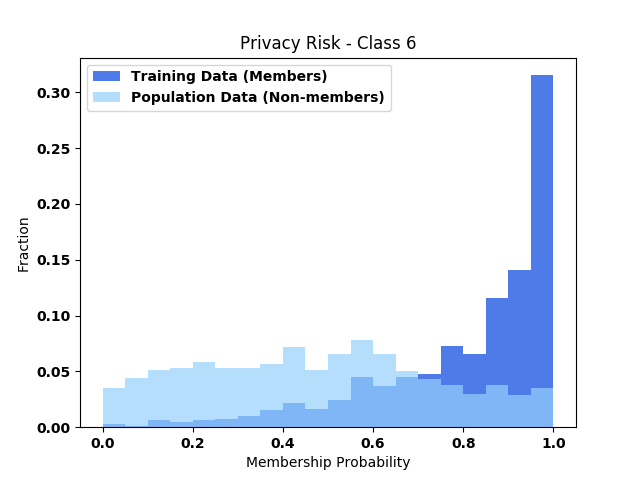 Privacy Risk - Class 6
Training Data (Members)
Population Data (Non-members)
0.30
0.25
0.20
0.15
0.10
0.05
0.00
Fraction
0.0 0.2 0.4 0.6 0.8 1.0
Membership Probability